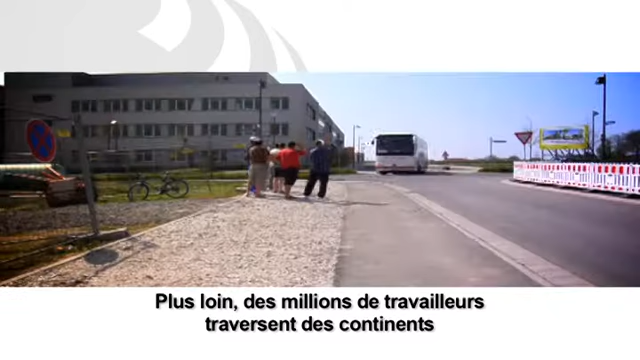 Plus loin, des millions de travailleurs
traversent des continents